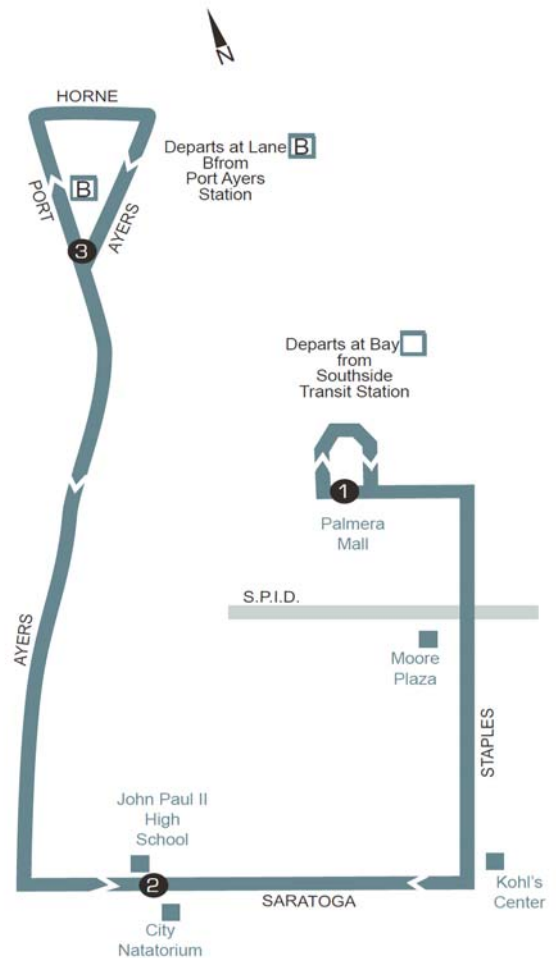 N
HORNE
Departs at Lane B
Bfrom
Port Ayers
Station
B
PORT
AYERS
3
Departs at Bay
from
Southside
Transit Station
1
Palmera
Mall
S.P.I.D.
Moore
Plaza
AYERS
STAPLES
John Paul II
High
School
2
SARATOGA
Kohl's
Center
City
Natatorium